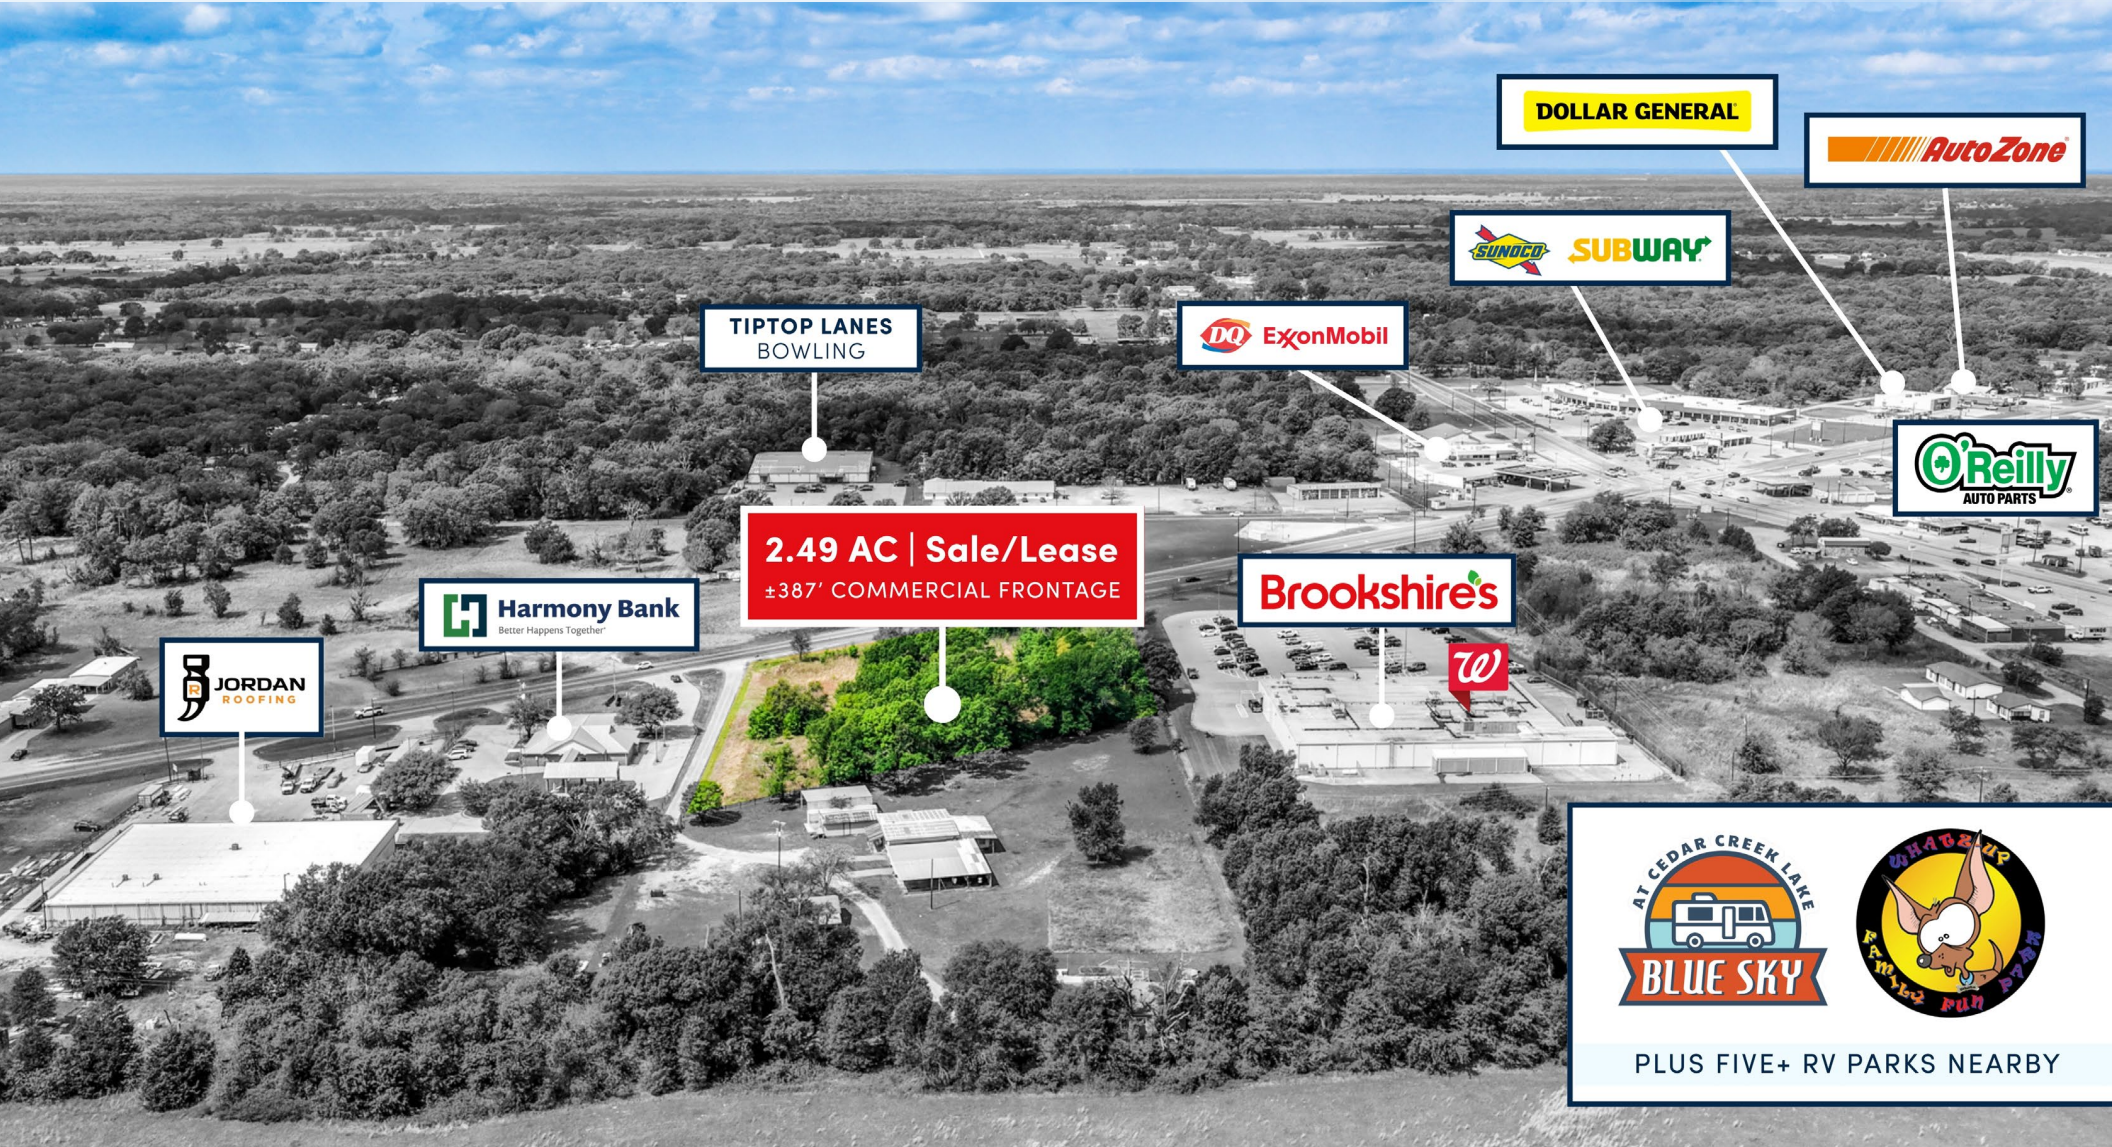 DOLLAR GENERAL
AutoZone
SUNOCO SUBWAY
TIPTOP LANES
BOWLING
DQ ExxonMobil
O'Reilly
AUTO PARTS
2.49 AC | Sale/Lease
±387' COMMERCIAL FRONTAGE
Brookshire's
Harmony Bank
Better Happens Together
W
R
JORDAN
ROOFING
AT CEDAR CREEK LAKE
BLUE SKY
WHATZ UP
FAMILY FUN PARK
PLUS FIVE+ RV PARKS NEARBY